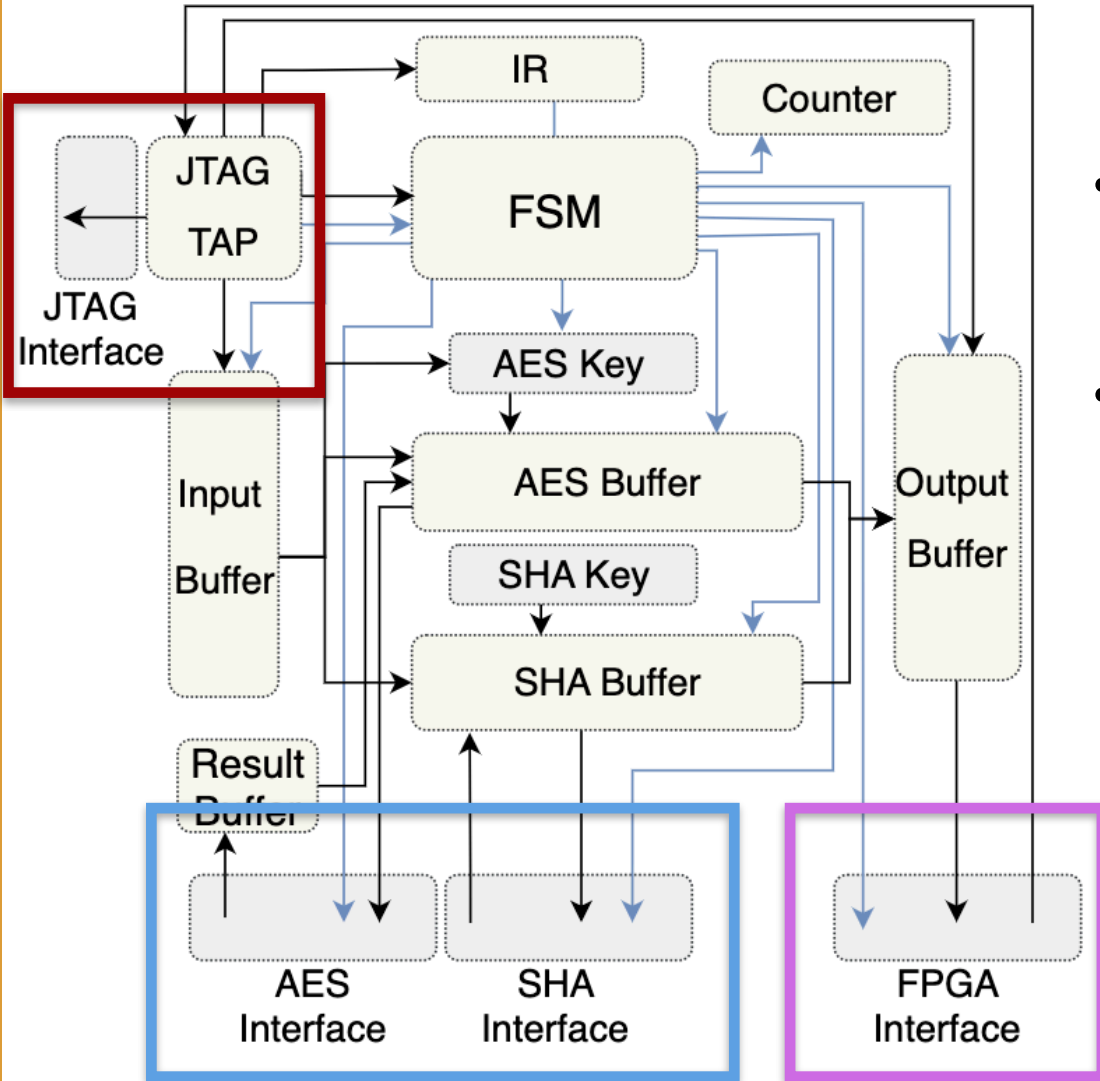 IR
Counter
JTAG
TAP
FSM
JTAG
Interface
AES Key
AES Buffer
Input
Buffer
Output
Buffer
SHA Key
SHA Buffer
Result
Buffer
AES
Interface
SHA
Interface
FPGA
Interface